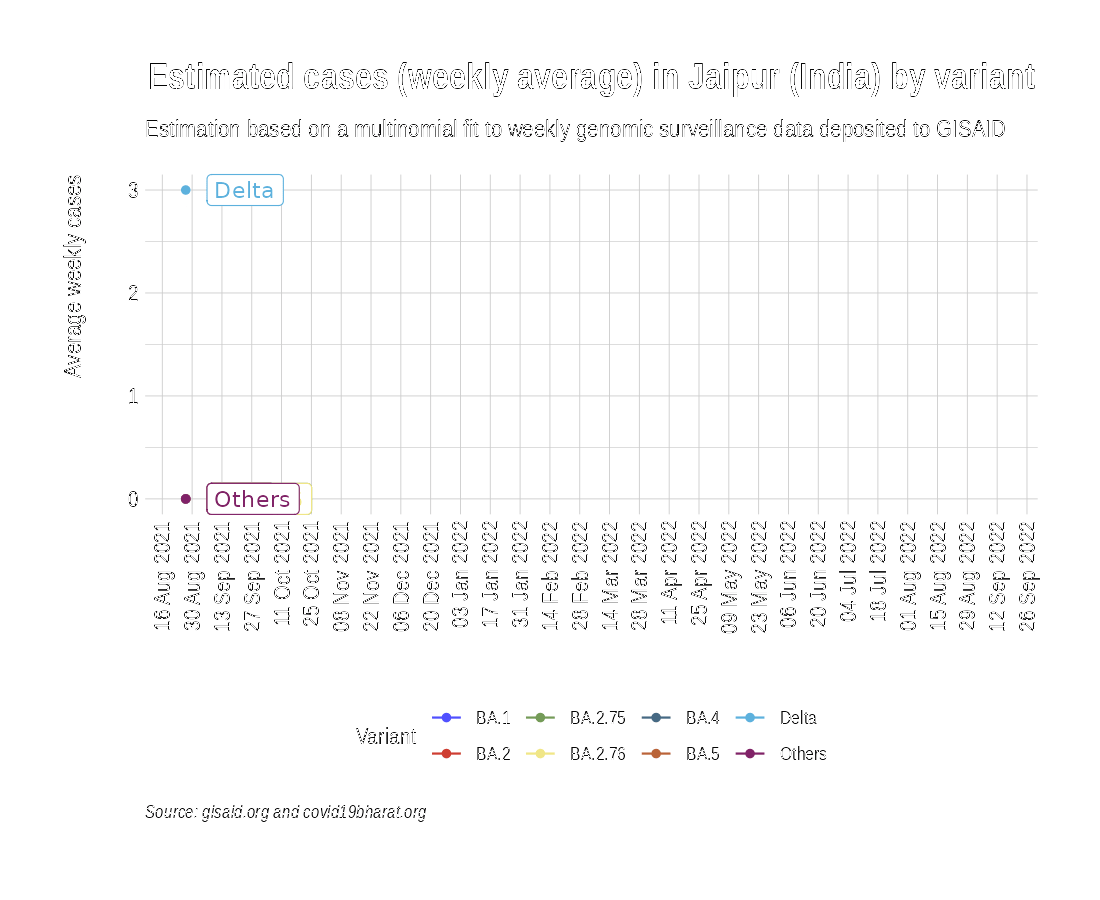 Estimated cases (weekly average) in Jaipur (India) by variant
Estimation based on a multinomial fit to weekly genomic surveillance data deposited to GISAID
Average weekly cases
3
Delta
2
1
0
Others
16 Aug 2021
30 Aug 2021
13 Sep 2021
27 Sep 2021
11 Oct 2021
25 Oct 2021
08 Nov 2021
22 Nov 2021
06 Dec 2021
20 Dec 2021
03 Jan 2022
17 Jan 2022
31 Jan 2022
14 Feb 2022
28 Feb 2022
14 Mar 2022
28 Mar 2022
11 Apr 2022
25 Apr 2022
09 May 2022
23 May 2022
06 Jun 2022
20 Jun 2022
04 Jul 2022
18 Jul 2022
01 Aug 2022
15 Aug 2022
29 Aug 2022
12 Sep 2022
26 Sep 2022
Variant
BA.1 BA.2.75 BA.4 Delta
BA.2 BA.2.76 BA.5 Others
Source: gisaid.org and covid19bharat.org